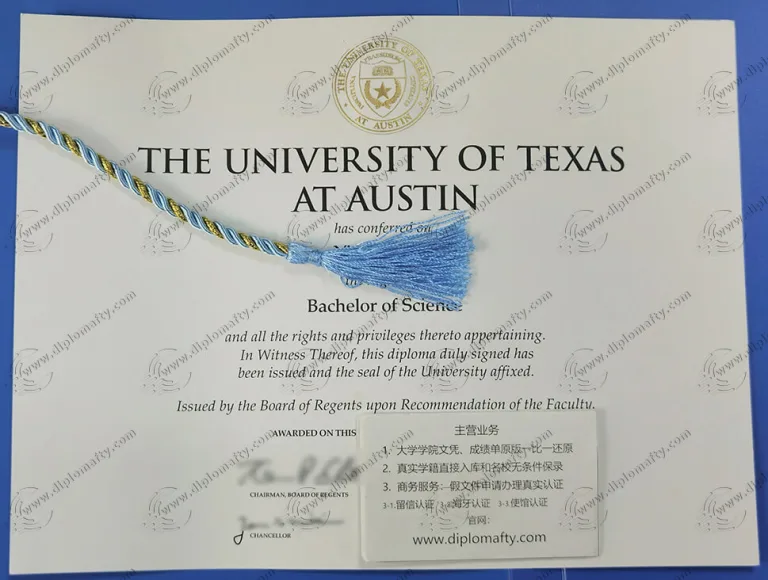 THE UNIVERSITY OF TEXAS
AT AUSTIN
THE UNIVERSITY OF TEXAS
AT AUSTIN
has conferred on
Bachelor of Science
and all the rights and privileges thereto appertaining.
In Witness Thereof, this diploma duly signed has
been issued and the seal of the University affixed.
Issued by the Board of Regents upon Recommendation of the Faculty.
AWARDED ON THIS
CHAIRMAN, BOARD OF REGENTS
CHANCELLOR
主营业务
1. 大学学院文凭、成绩单原版一比一还原
2. 真实学籍直接入库和名校无条件保录
3. 商务服务：假文件申请办理真实认证
3-1.留信认证 3-2.海牙认证 3-3.使馆认证
官网：
www.diplomafty.com
www.diplomafty.com